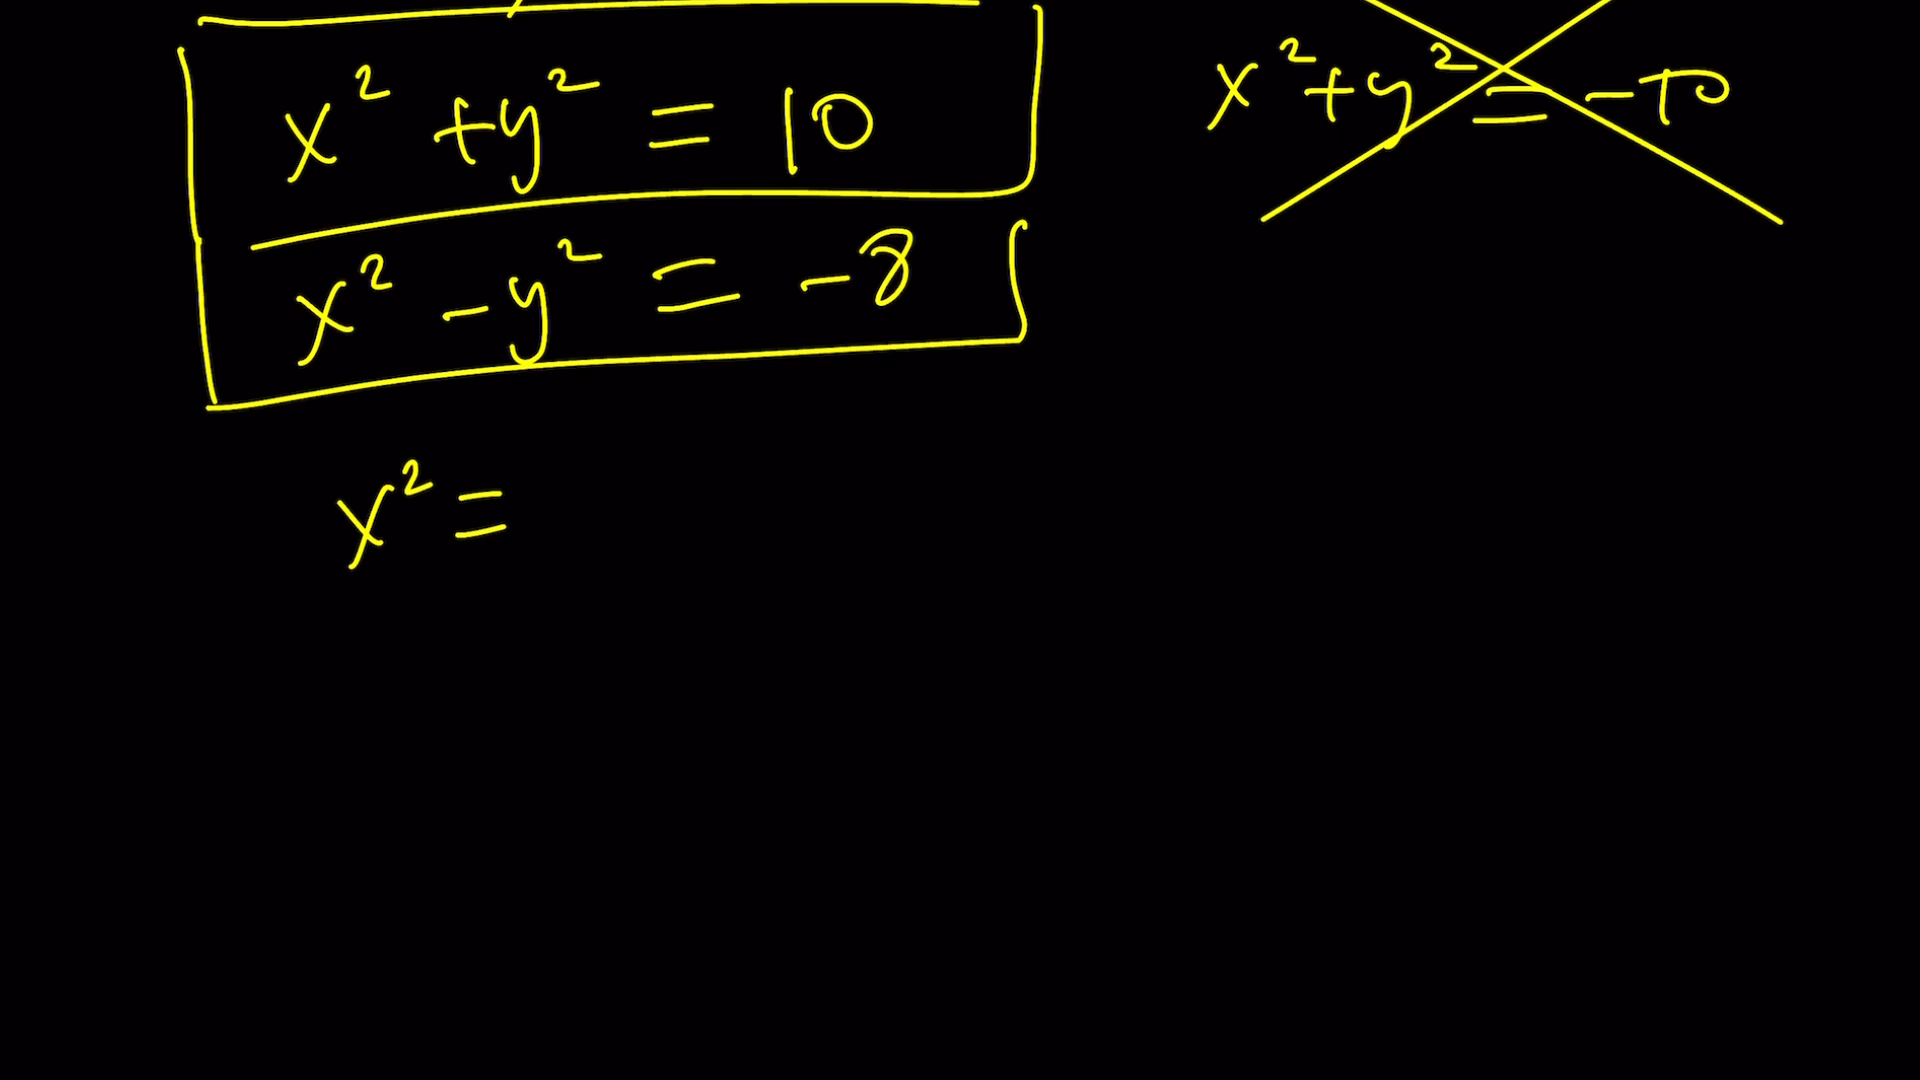 x² + y² = 10
x² + y² = -10
x² - y² = -8
x² =